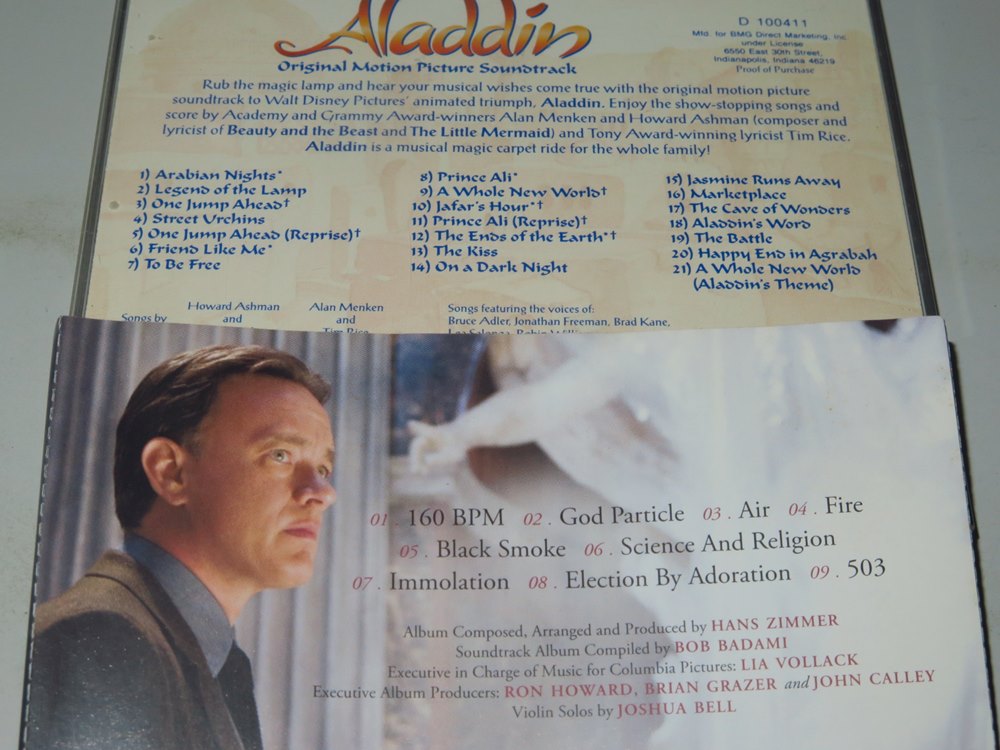 Aladdin
Original Motion Picture Soundtrack
D 100411
Mfd. for BMG Direct Marketing, Inc.
under License
6550 East 30th Street,
Indianapolis, Indiana 46219
Proof of Purchase
Rub the magic lamp and hear your musical wishes come true with the original motion picture
soundtrack to Walt Disney Pictures' animated triumph, Aladdin. Enjoy the show-stopping songs and
score by Academy and Grammy Award-winners Alan Menken and Howard Ashman (composer and
lyricist of Beauty and the Beast and The Little Mermaid) and Tony Award-winning lyricist Tim Rice.
Aladdin is a musical magic carpet ride for the whole family!
1) Arabian Nights*
2) Legend of the Lamp
3) One Jump Ahead†
4) Street Urchins
5) One Jump Ahead (Reprise)†
6) Friend Like Me*
7) To Be Free
8) Prince Ali*
9) A Whole New World†
10) Jafar's Hour*†
11) Prince Ali (Reprise)†
12) The Ends of the Earth*†
13) The Kiss
14) On a Dark Night
15) Jasmine Runs Away
16) Marketplace
17) The Cave of Wonders
18) Aladdin's Word
19) The Battle
20) Happy End in Agrabah
21) A Whole New World
(Aladdin's Theme)
Songs by
Howard Ashman
and
Alan Menken
and
Tim Rice
Songs featuring the voices of:
Bruce Adler, Jonathan Freeman, Brad Kane,
01 . 160 BPM 02 . God Particle 03 . Air 04 . Fire
05 . Black Smoke 06 . Science And Religion
07 . Immolation 08 . Election By Adoration 09 . 503
Album Composed, Arranged and Produced by HANS ZIMMER
Soundtrack Album Compiled by BOB BADAMI
Executive in Charge of Music for Columbia Pictures: LIA VOLLACK
Executive Album Producers: RON HOWARD, BRIAN GRAZER and JOHN CALLEY
Violin Solos by JOSHUA BELL